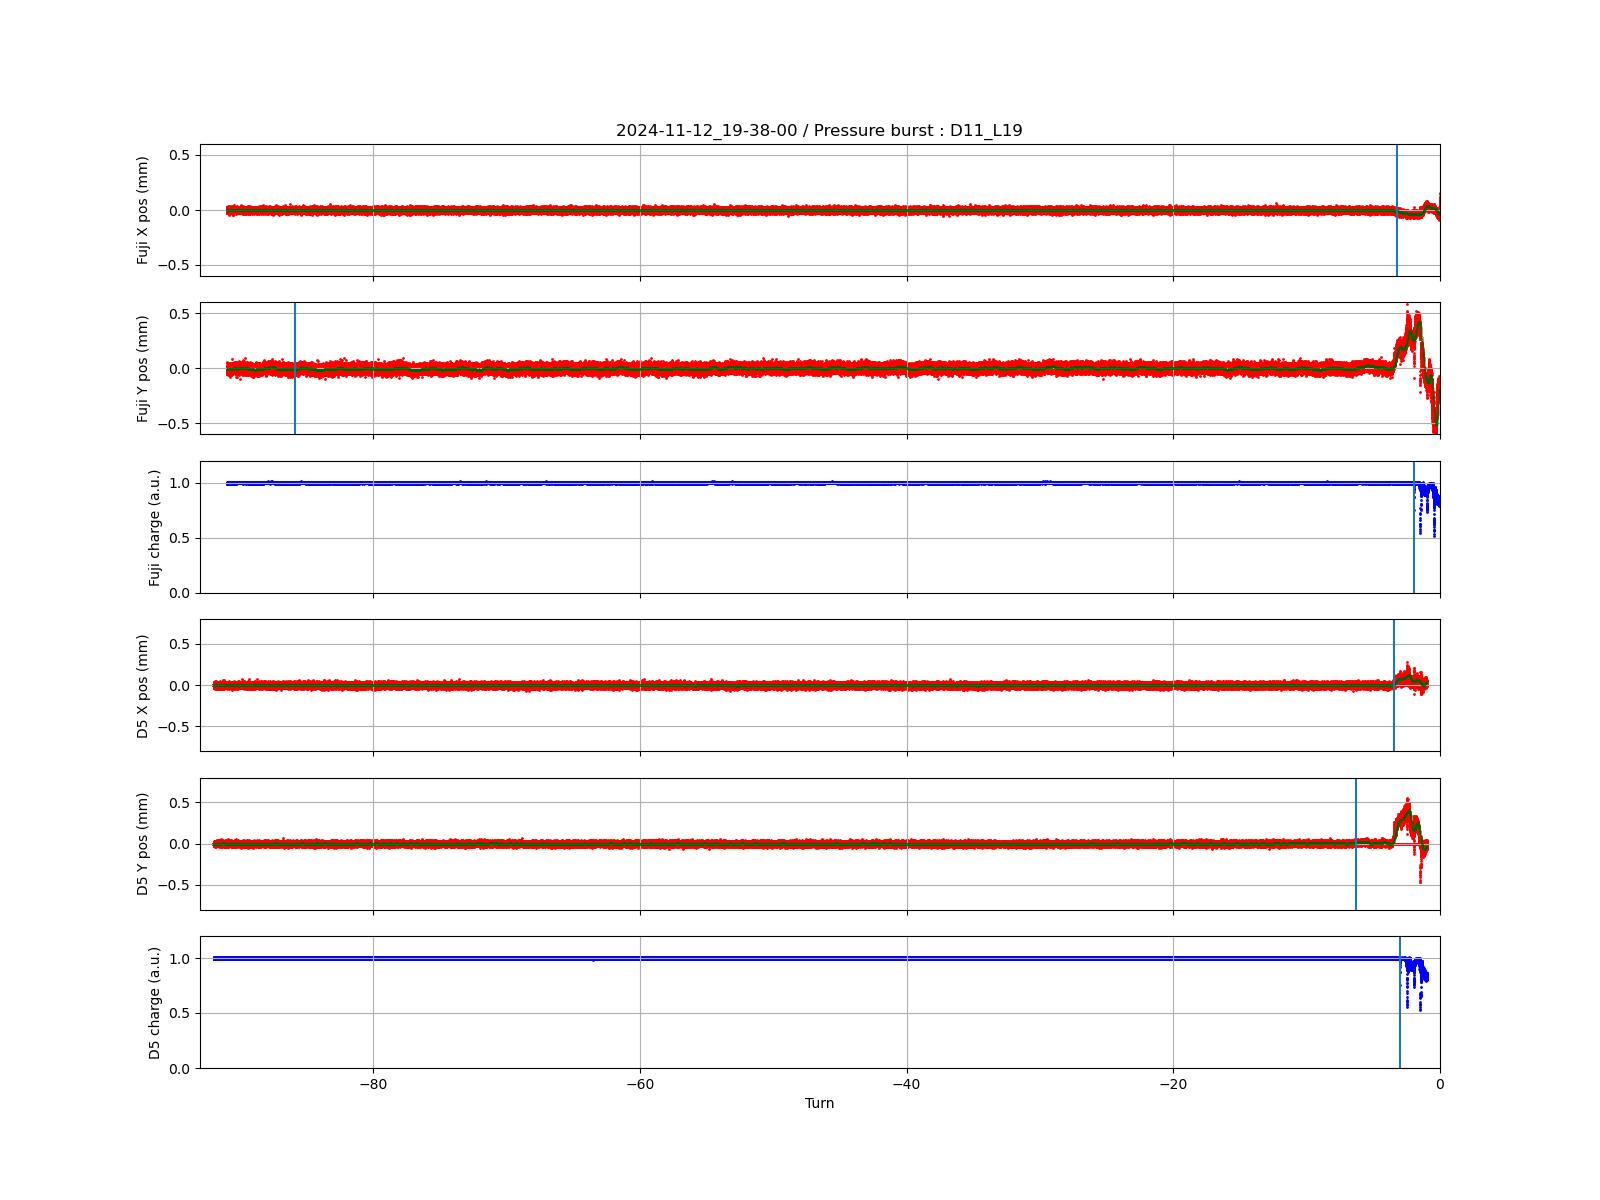 2024-11-12_19-38-00 / Pressure burst : D11_L19
Fuji X pos (mm)
0.5
0.0
−0.5
Fuji Y pos (mm)
0.5
0.0
−0.5
Fuji charge (a.u.)
1.0
0.5
0.0
D5 X pos (mm)
0.5
0.0
−0.5
D5 Y pos (mm)
0.5
0.0
−0.5
D5 charge (a.u.)
1.0
0.5
0.0
−80 −60 −40 −20 0
Turn